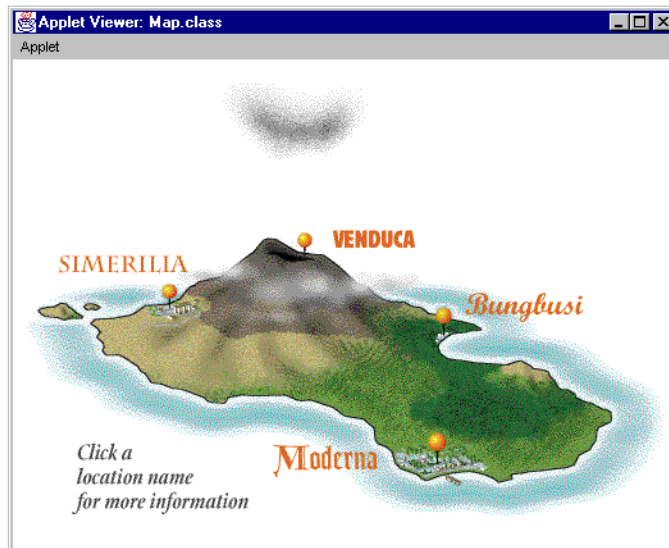 Applet Viewer: Map.class
Applet
VENDUCA
SIMERILIA
Bungbusi
Moderna
Click a
location name
for more information